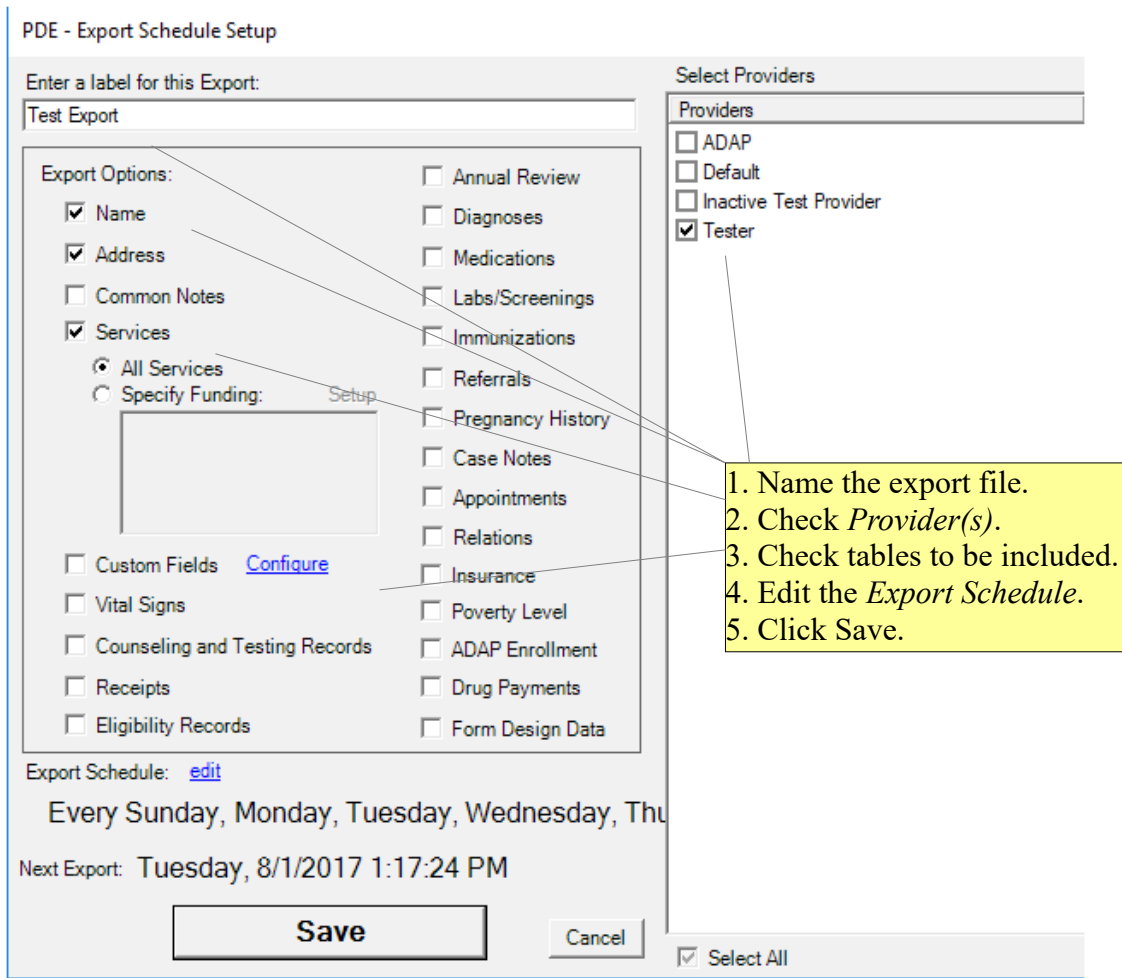 PDE - Export Schedule Setup
Enter a label for this Export:
Test Export
Export Options:
Name
Address
Common Notes
Services
All Services
Specify Funding: Setup
Custom Fields Configure
Vital Signs
Counseling and Testing Records
Receipts
Eligibility Records
Annual Review
Diagnoses
Medications
Labs/Screenings
Immunizations
Referrals
Pregnancy History
Case Notes
Appointments
Relations
Insurance
Poverty Level
ADAP Enrollment
Drug Payments
Form Design Data
Export Schedule: edit
Every Sunday, Monday, Tuesday, Wednesday, Thu
Next Export: Tuesday, 8/1/2017 1:17:24 PM
Save
Cancel
Select Providers
Providers
ADAP
Default
Inactive Test Provider
Tester
1. Name the export file.
2. Check Provider(s).
3. Check tables to be included.
4. Edit the Export Schedule.
5. Click Save.
Select All